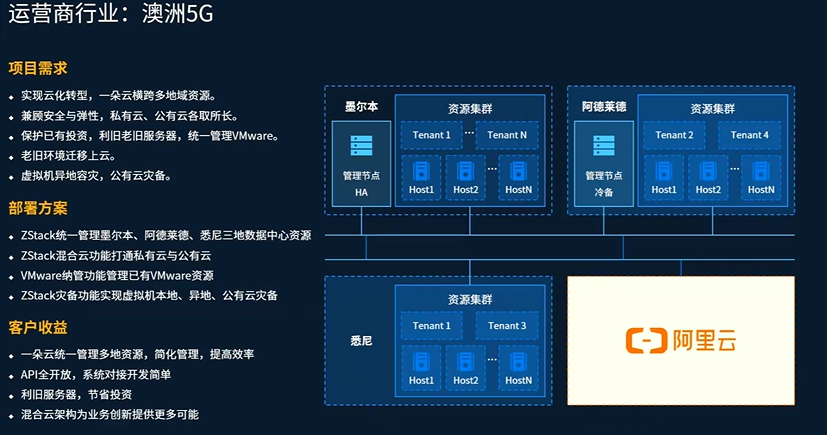 运营商行业：澳洲5G
项目需求
实现云化转型，一朵云横跨多地域资源。
兼顾安全与弹性，私有云、公有云各取所长。
保护已有投资，利旧老旧服务器，统一管理VMware。
老旧环境迁移上云。
虚拟机异地容灾，公有云灾备。
部署方案
ZStack统一管理墨尔本、阿德莱德、悉尼三地数据中心资源
ZStack混合云功能打通私有云与公有云
VMware纳管功能管理已有VMware资源
ZStack灾备功能实现虚拟机本地、异地、公有云灾备
客户收益
一朵云统一管理多地资源，简化管理，提高效率
API全开放，系统对接开发简单
利旧服务器，节省投资
混合云架构为业务创新提供更多可能
墨尔本
管理节点
HA
资源集群
Tenant 1 ··· Tenant N
Host1 Host2 ··· HostN
阿德莱德
管理节点
冷备
资源集群
Tenant 2 Tenant 4
Host1 Host2 ··· HostN
悉尼
资源集群
Tenant 1 Tenant 3
Host1 Host2 ··· HostN
阿里云